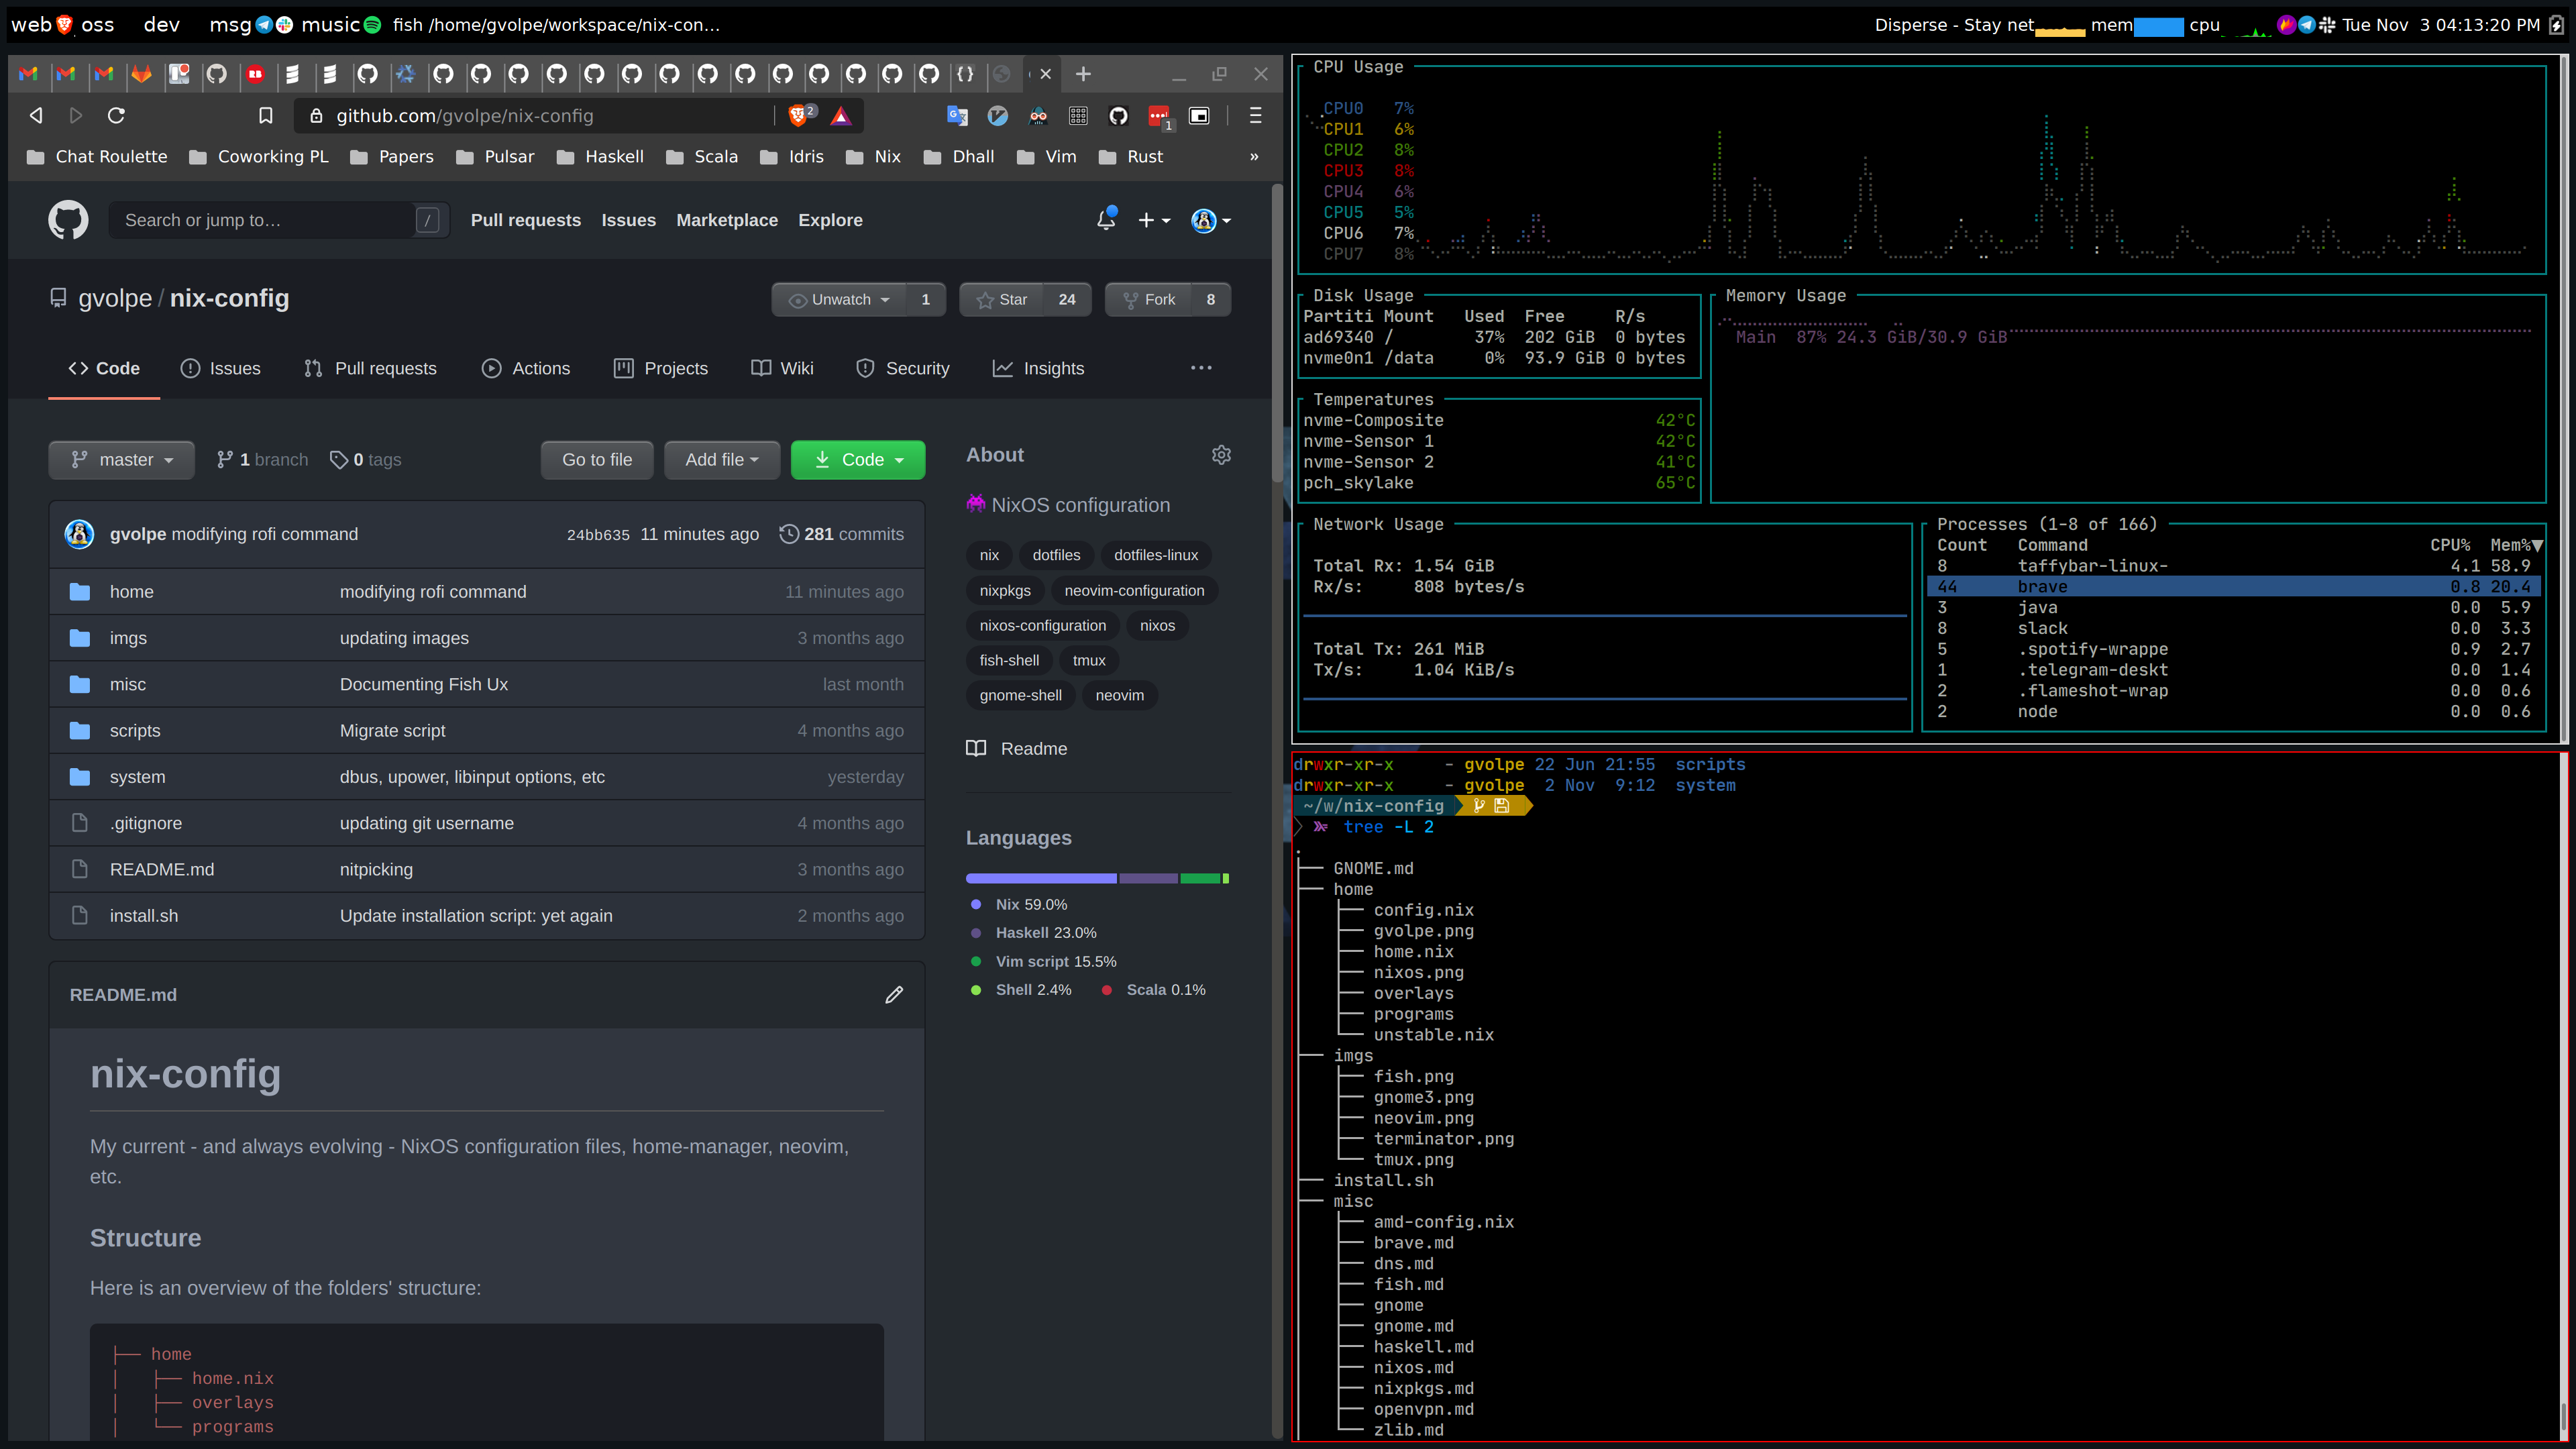 web oss dev msg music fish /home/gvolpe/workspace/nix-con...
Disperse - Stay net mem cpu Tue Nov 3 04:13:20 PM
github.com/gvolpe/nix-config
2
1
Chat Roulette Coworking PL Papers Pulsar Haskell Scala Idris Nix Dhall Vim Rust »
Search or jump to… /
Pull requests Issues Marketplace Explore
gvolpe / nix-config
Unwatch 1 Star 24 Fork 8
Code Issues Pull requests Actions Projects Wiki Security Insights
master 1 branch 0 tags Go to file Add file Code
gvolpe modifying rofi command 24bb635 11 minutes ago 281 commits
home modifying rofi command 11 minutes ago
imgs updating images 3 months ago
misc Documenting Fish Ux last month
scripts Migrate script 4 months ago
system dbus, upower, libinput options, etc yesterday
.gitignore updating git username 4 months ago
README.md nitpicking 3 months ago
install.sh Update installation script: yet again 2 months ago
README.md
nix-config
My current - and always evolving - NixOS configuration files, home-manager, neovim,
etc.
Structure
Here is an overview of the folders' structure:
├── home
│   ├── home.nix
│   ├── overlays
│   └── programs
About
NixOS configuration
nix dotfiles dotfiles-linux
nixpkgs neovim-configuration
nixos-configuration nixos
fish-shell tmux
gnome-shell neovim
Readme
Languages
Nix 59.0%
Haskell 23.0%
Vim script 15.5%
Shell 2.4% Scala 0.1%
CPU Usage
CPU0 7%
CPU1 6%
CPU2 8%
CPU3 8%
CPU4 6%
CPU5 5%
CPU6 7%
CPU7 8%
Disk Usage
Partiti Mount Used Free R/s
ad69340 / 37% 202 GiB 0 bytes
nvme0n1 /data 0% 93.9 GiB 0 bytes
Memory Usage
Main 87% 24.3 GiB/30.9 GiB
Temperatures
nvme-Composite 42°C
nvme-Sensor 1 42°C
nvme-Sensor 2 41°C
pch_skylake 65°C
Network Usage
Total Rx: 1.54 GiB
Rx/s: 808 bytes/s
Total Tx: 261 MiB
Tx/s: 1.04 KiB/s
Processes (1-8 of 166)
Count Command CPU% Mem%▼
8 taffybar-linux- 4.1 58.9
44 brave 0.8 20.4
3 java 0.0 5.9
8 slack 0.0 3.3
5 .spotify-wrappe 0.9 2.7
1 .telegram-deskt 0.0 1.4
2 .flameshot-wrap 0.0 0.6
2 node 0.0 0.6
drwxr-xr-x - gvolpe 22 Jun 21:55 scripts
drwxr-xr-x - gvolpe 2 Nov 9:12 system
~/w/nix-config
tree -L 2
.
├── GNOME.md
├── home
│   ├── config.nix
│   ├── gvolpe.png
│   ├── home.nix
│   ├── nixos.png
│   ├── overlays
│   ├── programs
│   └── unstable.nix
├── imgs
│   ├── fish.png
│   ├── gnome3.png
│   ├── neovim.png
│   ├── terminator.png
│   └── tmux.png
├── install.sh
├── misc
│   ├── amd-config.nix
│   ├── brave.md
│   ├── dns.md
│   ├── fish.md
│   ├── gnome
│   ├── gnome.md
│   ├── haskell.md
│   ├── nixos.md
│   ├── nixpkgs.md
│   ├── openvpn.md
│   └── zlib.md